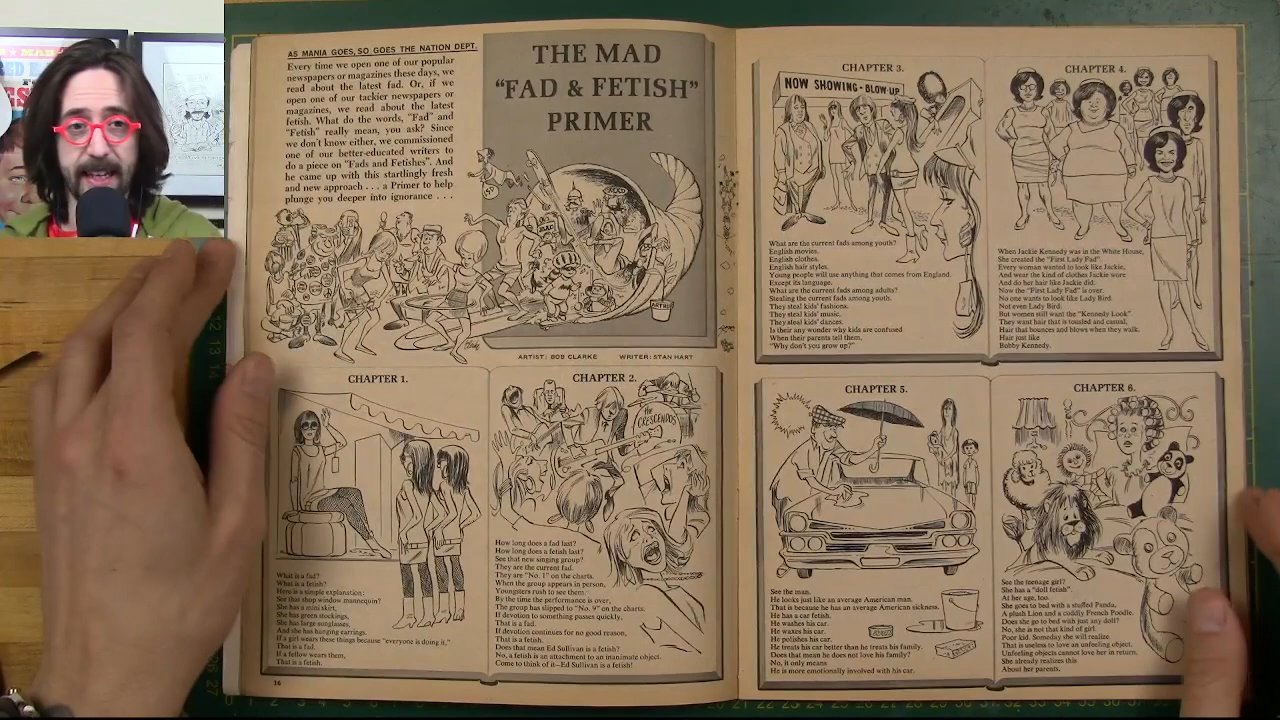 AS MANIA GOES, SO GOES THE NATION DEPT.
Every time we open one of our popular
newspapers or magazines these days, we
read about the latest fad. Or, if we
open one of our tackier newspapers or
magazines, we read about the latest
fetish. What do the words, "Fad" and
"Fetish" really mean, you ask? Since
we don't know either, we commissioned
one of our better-educated writers to
do a piece on "Fads and Fetishes". And
he came up with this startlingly fresh
and new approach . . . a Primer to help
plunge you deeper into ignorance . . .
THE MAD
"FAD & FETISH"
PRIMER
ARTIST: BOB CLARKE WRITER: STAN HART
CHAPTER 1.
What is a fad?
What is a fetish?
Here is a simple explanation:
See that shop window mannequin?
She has a mini skirt,
She has green stockings,
She has large sunglasses,
And she has hanging earrings.
If a girl wears these things because "everyone is doing it,"
That is a fad.
If a fellow wears them,
That is a fetish.
16
CHAPTER 2.
THE
CRESCENDOS
How long does a fad last?
How long does a fetish last?
See that new singing group?
They are the current fad.
They are "No. 1" on the charts.
When the group appears in person,
Youngsters rush to see them.
By the time the performance is over,
The group has slipped to "No. 9" on the charts.
If devotion to something passes quickly,
That is a fad.
If devotion continues for no good reason,
That is a fetish.
Does that mean Ed Sullivan is a fetish?
No, a fetish is an attachment to an inanimate object.
Come to think of it—Ed Sullivan is a fetish!
CHAPTER 3.
NOW SHOWING - BLOW-UP
What are the current fads among youth?
English movies,
English clothes,
English hair styles,
Young people will use anything that comes from England.
Except its language.
What are the current fads among adults?
Stealing the current fads among youth.
They steal kids' fashions.
They steal kids' music.
They steal kids' dances.
Is their any wonder why kids are confused
When their parents tell them,
"Why don't you grow up?"
CHAPTER 4.
When Jackie Kennedy was in the White House,
She created the "First Lady Fad".
Every woman wanted to look like Jackie,
And wear the kind of clothes Jackie wore
And do her hair like Jackie did.
Now the "First Lady Fad" is over.
No one wants to look like Lady Bird
Not even Lady Bird.
But women still want the "Kennedy Look".
They want hair that is tousled and casual,
Hair that bounces and blows when they walk.
Hair just like
Bobby Kennedy.
CHAPTER 5.
See the man.
He looks just like an average American man.
That is because he has an average American sickness.
He has a car fetish.
He washes his car.
He waxes his car.
He polishes his car.
He treats his car better than he treats his family.
Does that mean he does not love his family?
No, it only means
He is more emotionally involved with his car.
CHAPTER 6.
See the teenage girl?
She has a "doll fetish".
At her age, too.
She goes to bed with a stuffed Panda,
A plush Lion and a cuddly French Poodle.
Does she go to bed with just any doll?
No, she is not that kind of girl.
Poor kid. Someday she will realize
That is useless to love an unfeeling object.
Unfeeling objects cannot love her in return,
She already realizes this
About her parents.